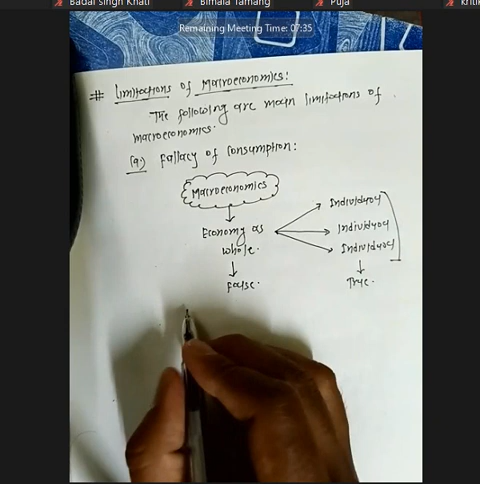 Badal Singh Khati
Bimala Tamang
Puja
kritik
Remaining Meeting Time: 07:35
# Limitations of Macroeconomics:
The following are main limitations of
macroeconomics.
(a.) Fallacy of Consumption:
Macroeconomics
Individual
Economy as
Individual
whole.
Individual
False.
True.